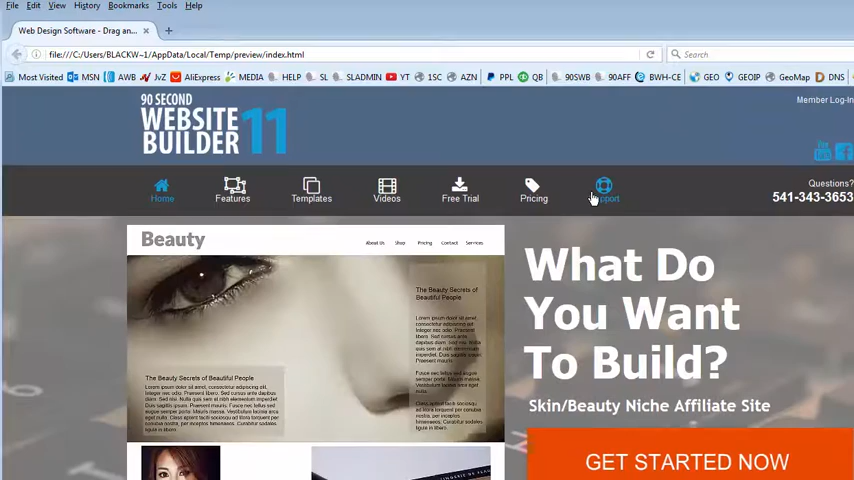 File Edit View History Bookmarks Tools Help
Web Design Software - Drag an...
file:///C:/Users/BLACKW~1/AppData/Local/Temp/preview/index.html
Search
Most Visited MSN AWB JvZ AliExpress MEDIA HELP SL SLADMIN YT 1SC AZN PPL QB 90SWB 90AFF BWH-CE GEO GEOIP GeoMap DNS
Member Log-In
90 SECOND
WEBSITE
BUILDER 11
You Tube
Home Features Templates Videos Free Trial Pricing
Questions?
541-343-3653
Beauty
About Us Shop Pricing Contact Services
The Beauty Secrets of
Beautiful People
The Beauty Secrets of Beautiful People
What Do
You Want
To Build?
Skin/Beauty Niche Affiliate Site
GET STARTED NOW